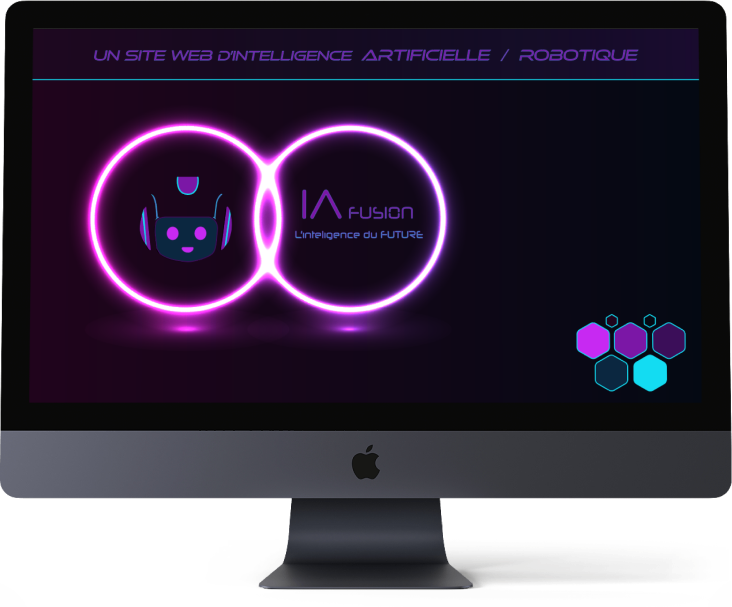 UN SITE WEB D'INTELLIGENCE ARTIFICIELLE / ROBOTIQUE
IA FUSION
L'inteligence du FUTURE